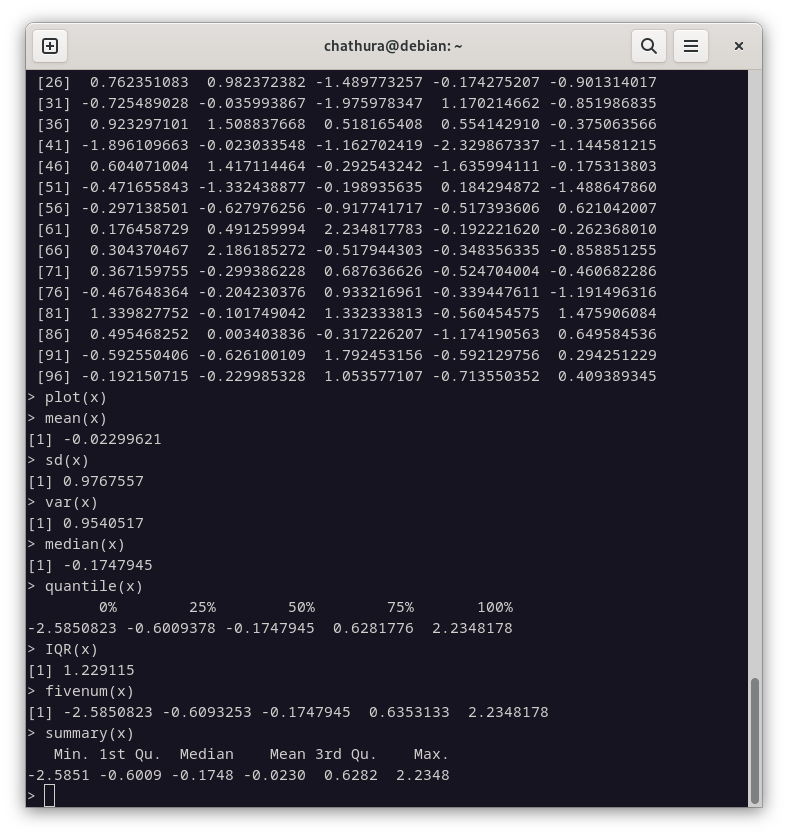 chathura@debian: ~
[26]  0.762351083  0.982372382 -1.489773257 -0.174275207 -0.901314017
[31] -0.725489028 -0.035993867 -1.975978347  1.170214662 -0.851986835
[36]  0.923297101  1.508837668  0.518165408  0.554142910 -0.375063566
[41] -1.896109663 -0.023033548 -1.162702419 -2.329867337 -1.144581215
[46]  0.604071004  1.417114464 -0.292543242 -1.635994111 -0.175313803
[51] -0.471655843 -1.332438877 -0.198935635  0.184294872 -1.488647860
[56] -0.297138501 -0.627976256 -0.917741717 -0.517393606  0.621042007
[61]  0.176458729  0.491259994  2.234817783 -0.192221620 -0.262368010
[66]  0.304370467  2.186185272 -0.517944303 -0.348356335 -0.858851255
[71]  0.367159755 -0.299386228  0.687636626 -0.524704004 -0.460682286
[76] -0.467648364 -0.204230376  0.933216961 -0.339447611 -1.191496316
[81]  1.339827752 -0.101749042  1.332333813 -0.560454575  1.475906084
[86]  0.495468252  0.003403836 -0.317226207 -1.174190563  0.649584536
[91] -0.592550406 -0.626100109  1.792453156 -0.592129756  0.294251229
[96] -0.192150715 -0.229985328  1.053577107 -0.713550352  0.409389345
> plot(x)
> mean(x)
[1] -0.02299621
> sd(x)
[1] 0.9767557
> var(x)
[1] 0.9540517
> median(x)
[1] -0.1747945
> quantile(x)
        0%        25%        50%        75%       100%
-2.5850823 -0.6009378 -0.1747945  0.6281776  2.2348178
> IQR(x)
[1] 1.229115
> fivenum(x)
[1] -2.5850823 -0.6093253 -0.1747945  0.6353133  2.2348178
> summary(x)
   Min. 1st Qu.  Median    Mean 3rd Qu.    Max.
-2.5851 -0.6009 -0.1748 -0.0230  0.6282  2.2348
>